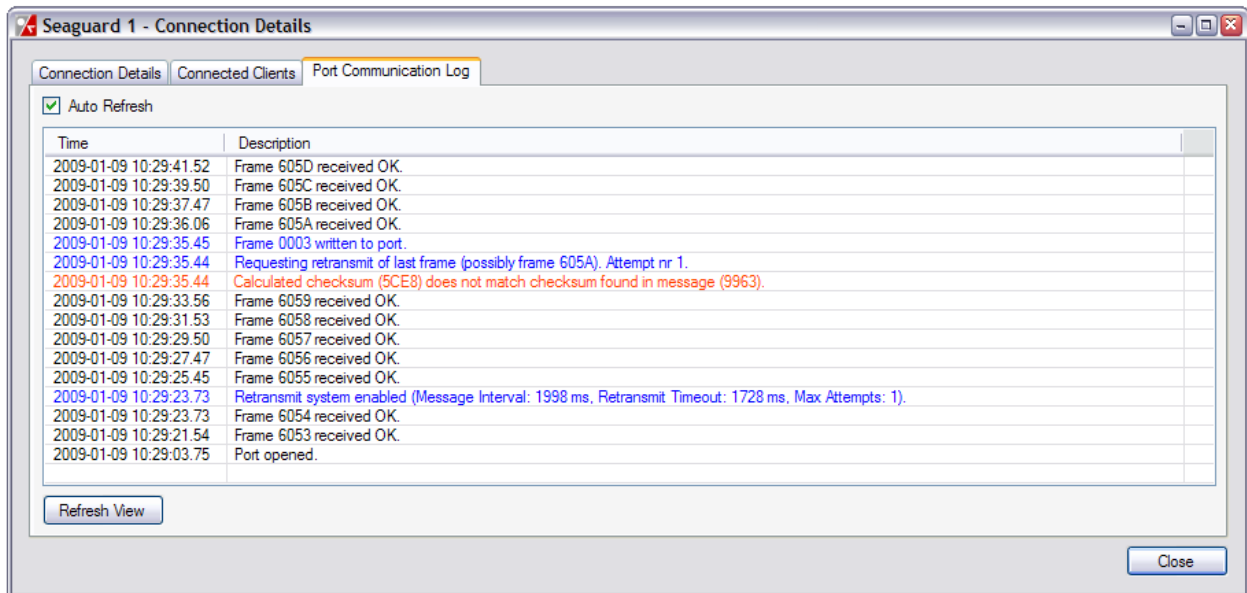 Seaguard 1 - Connection Details
Connection Details Connected Clients Port Communication Log
Auto Refresh
Time Description
2009-01-09 10:29:41.52 Frame 605D received OK.
2009-01-09 10:29:39.50 Frame 605C received OK.
2009-01-09 10:29:37.47 Frame 605B received OK.
2009-01-09 10:29:36.06 Frame 605A received OK.
2009-01-09 10:29:35.45 Frame 0003 written to port.
2009-01-09 10:29:35.44 Requesting retransmit of last frame (possibly frame 605A). Attempt nr 1.
2009-01-09 10:29:35.44 Calculated checksum (5CE8) does not match checksum found in message (9963).
2009-01-09 10:29:33.56 Frame 6059 received OK.
2009-01-09 10:29:31.53 Frame 6058 received OK.
2009-01-09 10:29:29.50 Frame 6057 received OK.
2009-01-09 10:29:27.47 Frame 6056 received OK.
2009-01-09 10:29:25.45 Frame 6055 received OK.
2009-01-09 10:29:23.73 Retransmit system enabled (Message Interval: 1998 ms, Retransmit Timeout: 1728 ms, Max Attempts: 1).
2009-01-09 10:29:23.73 Frame 6054 received OK.
2009-01-09 10:29:21.54 Frame 6053 received OK.
2009-01-09 10:29:03.75 Port opened.
Refresh View
Close